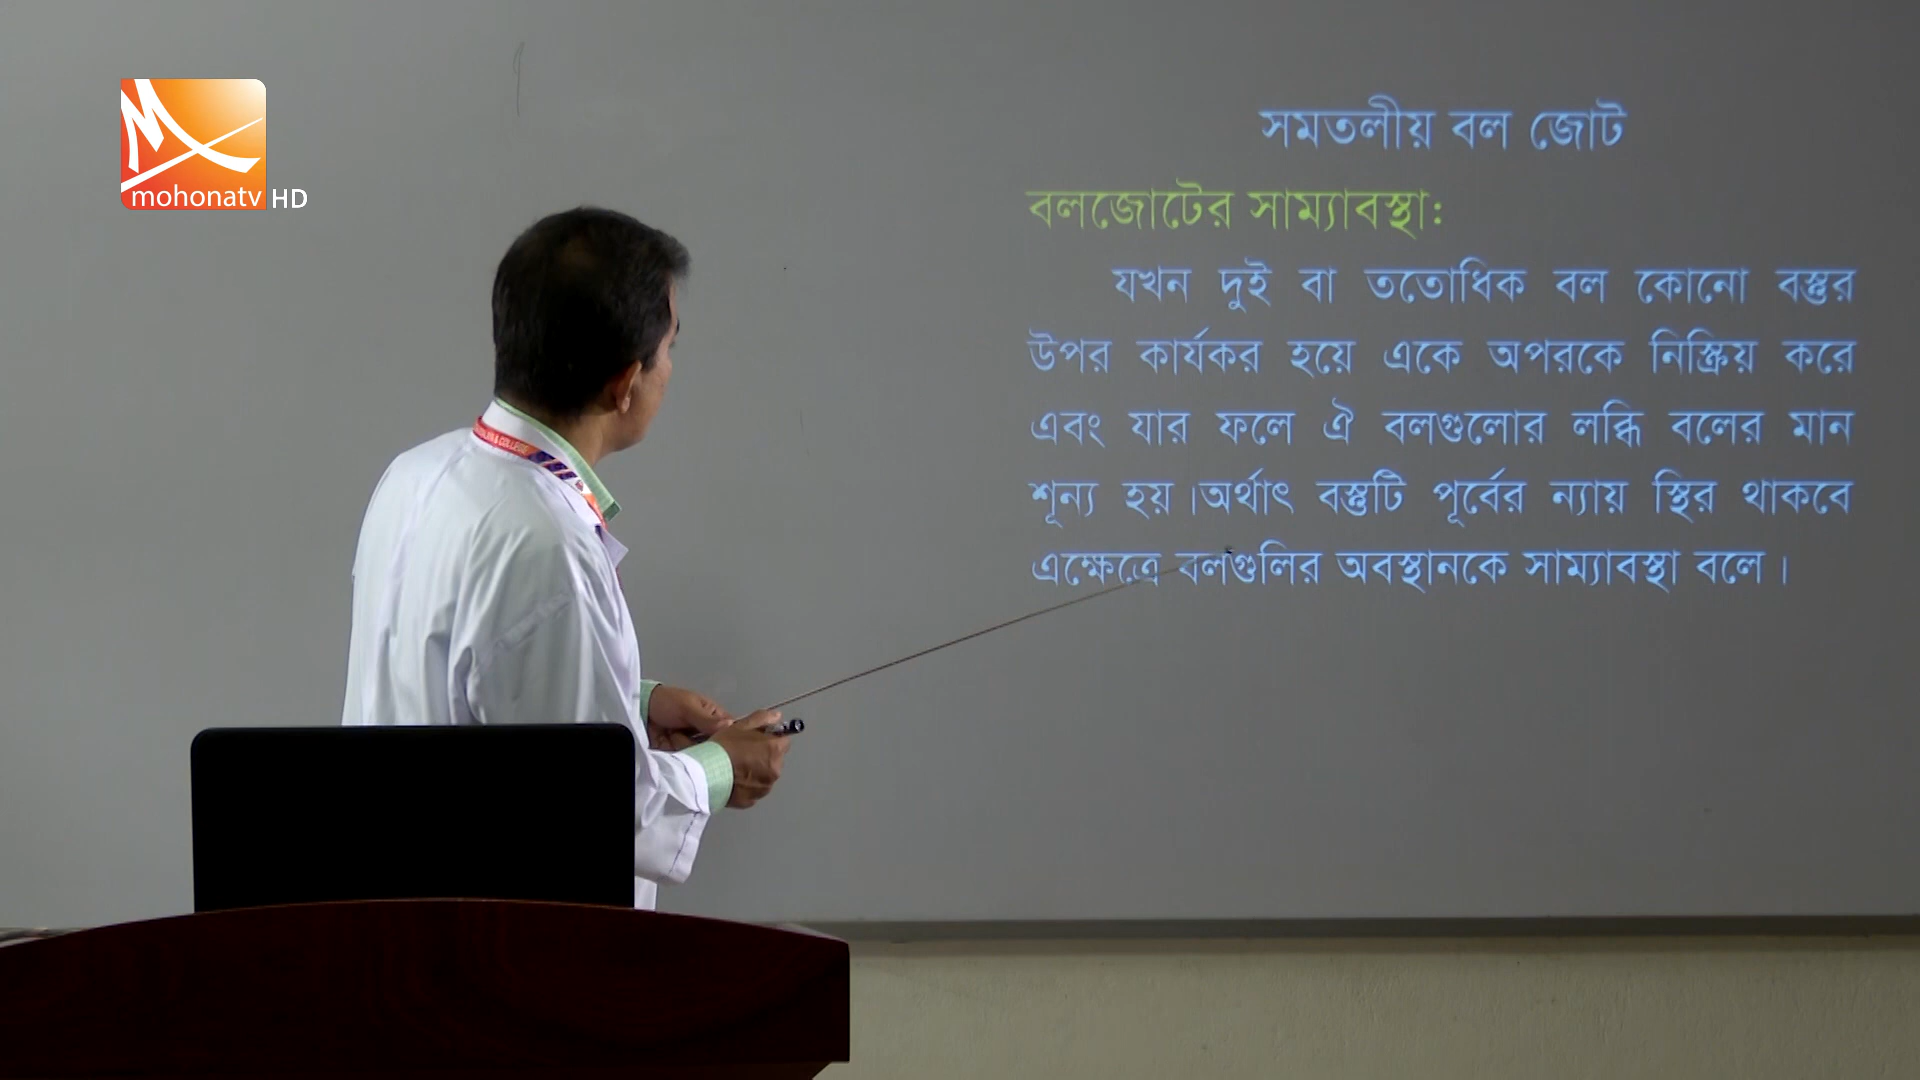 mohonatv HD
সমতলীয় বল জোট
বলজোটের সাম্যাবস্থা:
যখন দুই বা ততোধিক বল কোনো বস্তুর
উপর কার্যকর হয়ে একে অপরকে নিস্ক্রিয় করে
এবং যার ফলে ঐ বলগুলোর লব্ধি বলের মান
শূন্য হয়।অর্থাৎ বস্তুটি পূর্বের ন্যায় স্থির থাকবে
এক্ষেত্রে বলগুলির অবস্থানকে সাম্যাবস্থা বলে।
& COLLEGE